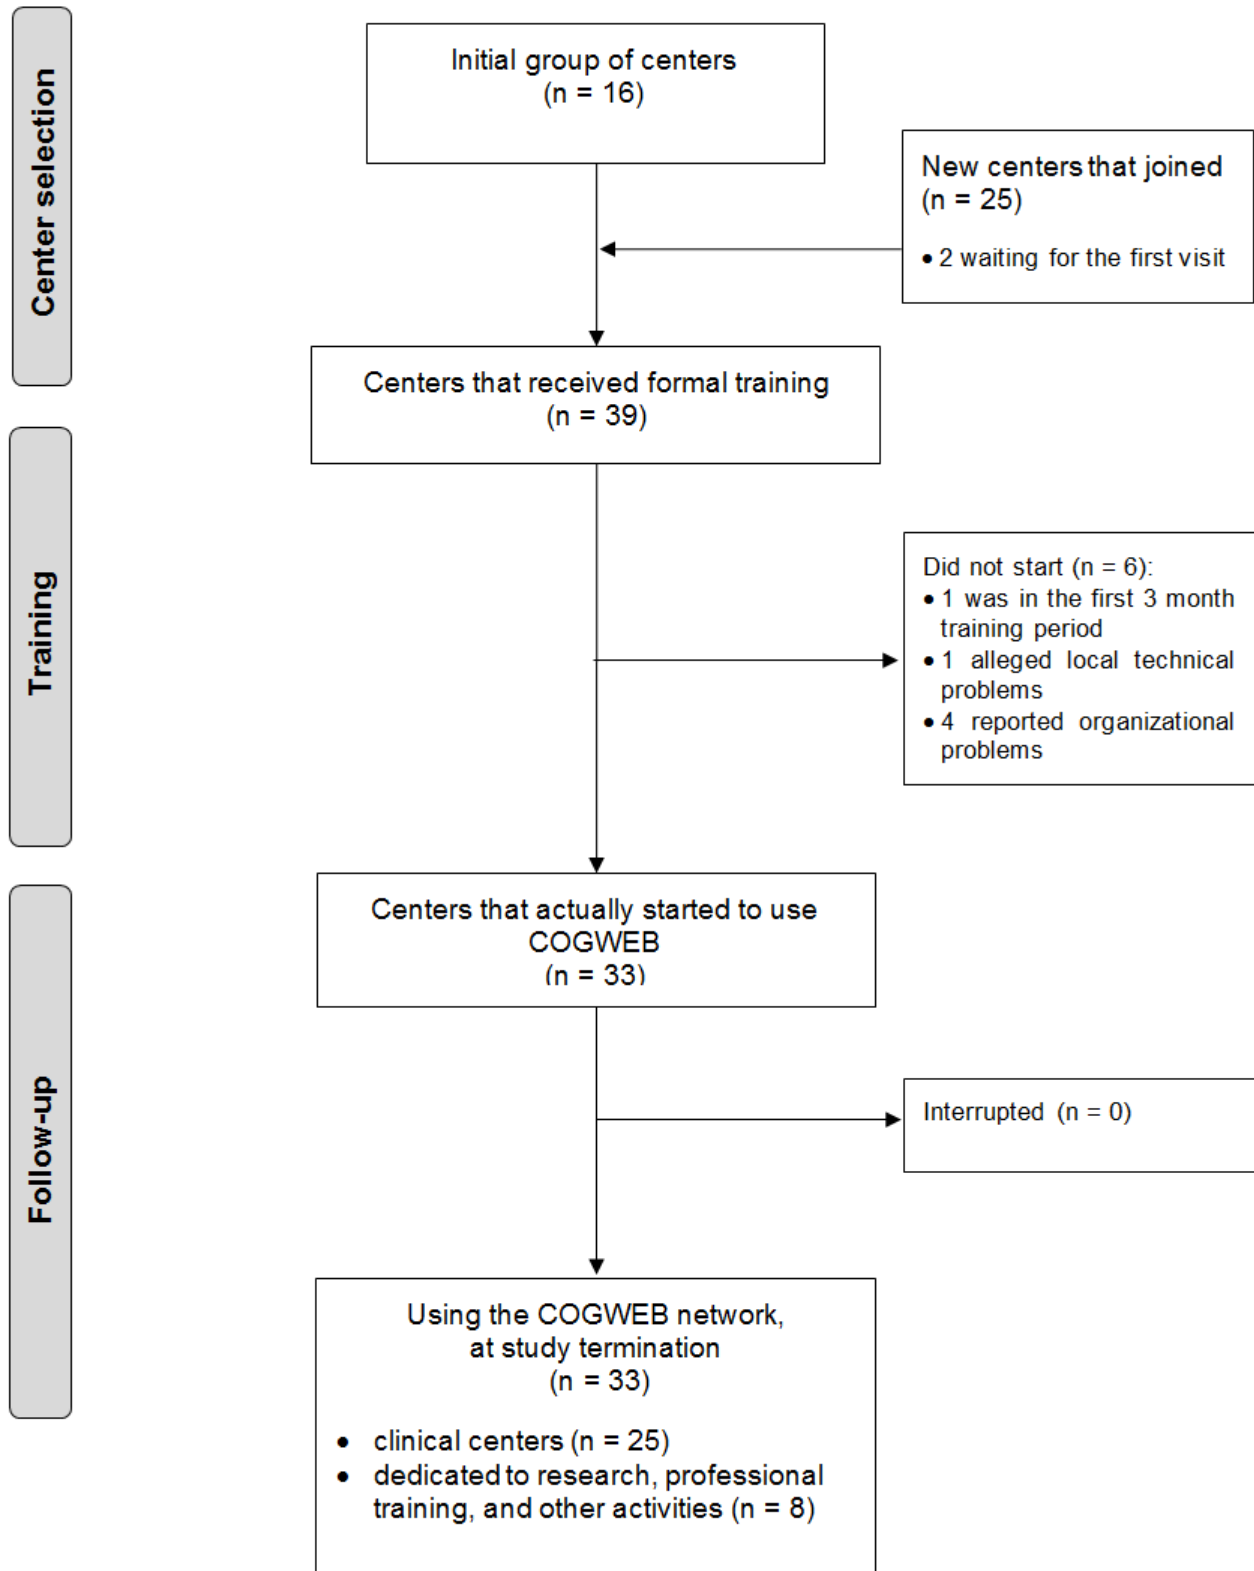 Center selection
Initial group of centers
(n = 16)
New centers that joined
(n = 25)
• 2 waiting for the first visit
Centers that received formal training
(n = 39)
Training
Did not start (n = 6):
• 1 was in the first 3 month
training period
• 1 alleged local technical
problems
• 4 reported organizational
problems
Centers that actually started to use
COGWEB
(n = 33)
Follow-up
Interrupted (n = 0)
Using the COGWEB network,
at study termination
(n = 33)
• clinical centers (n = 25)
• dedicated to research, professional
training, and other activities (n = 8)